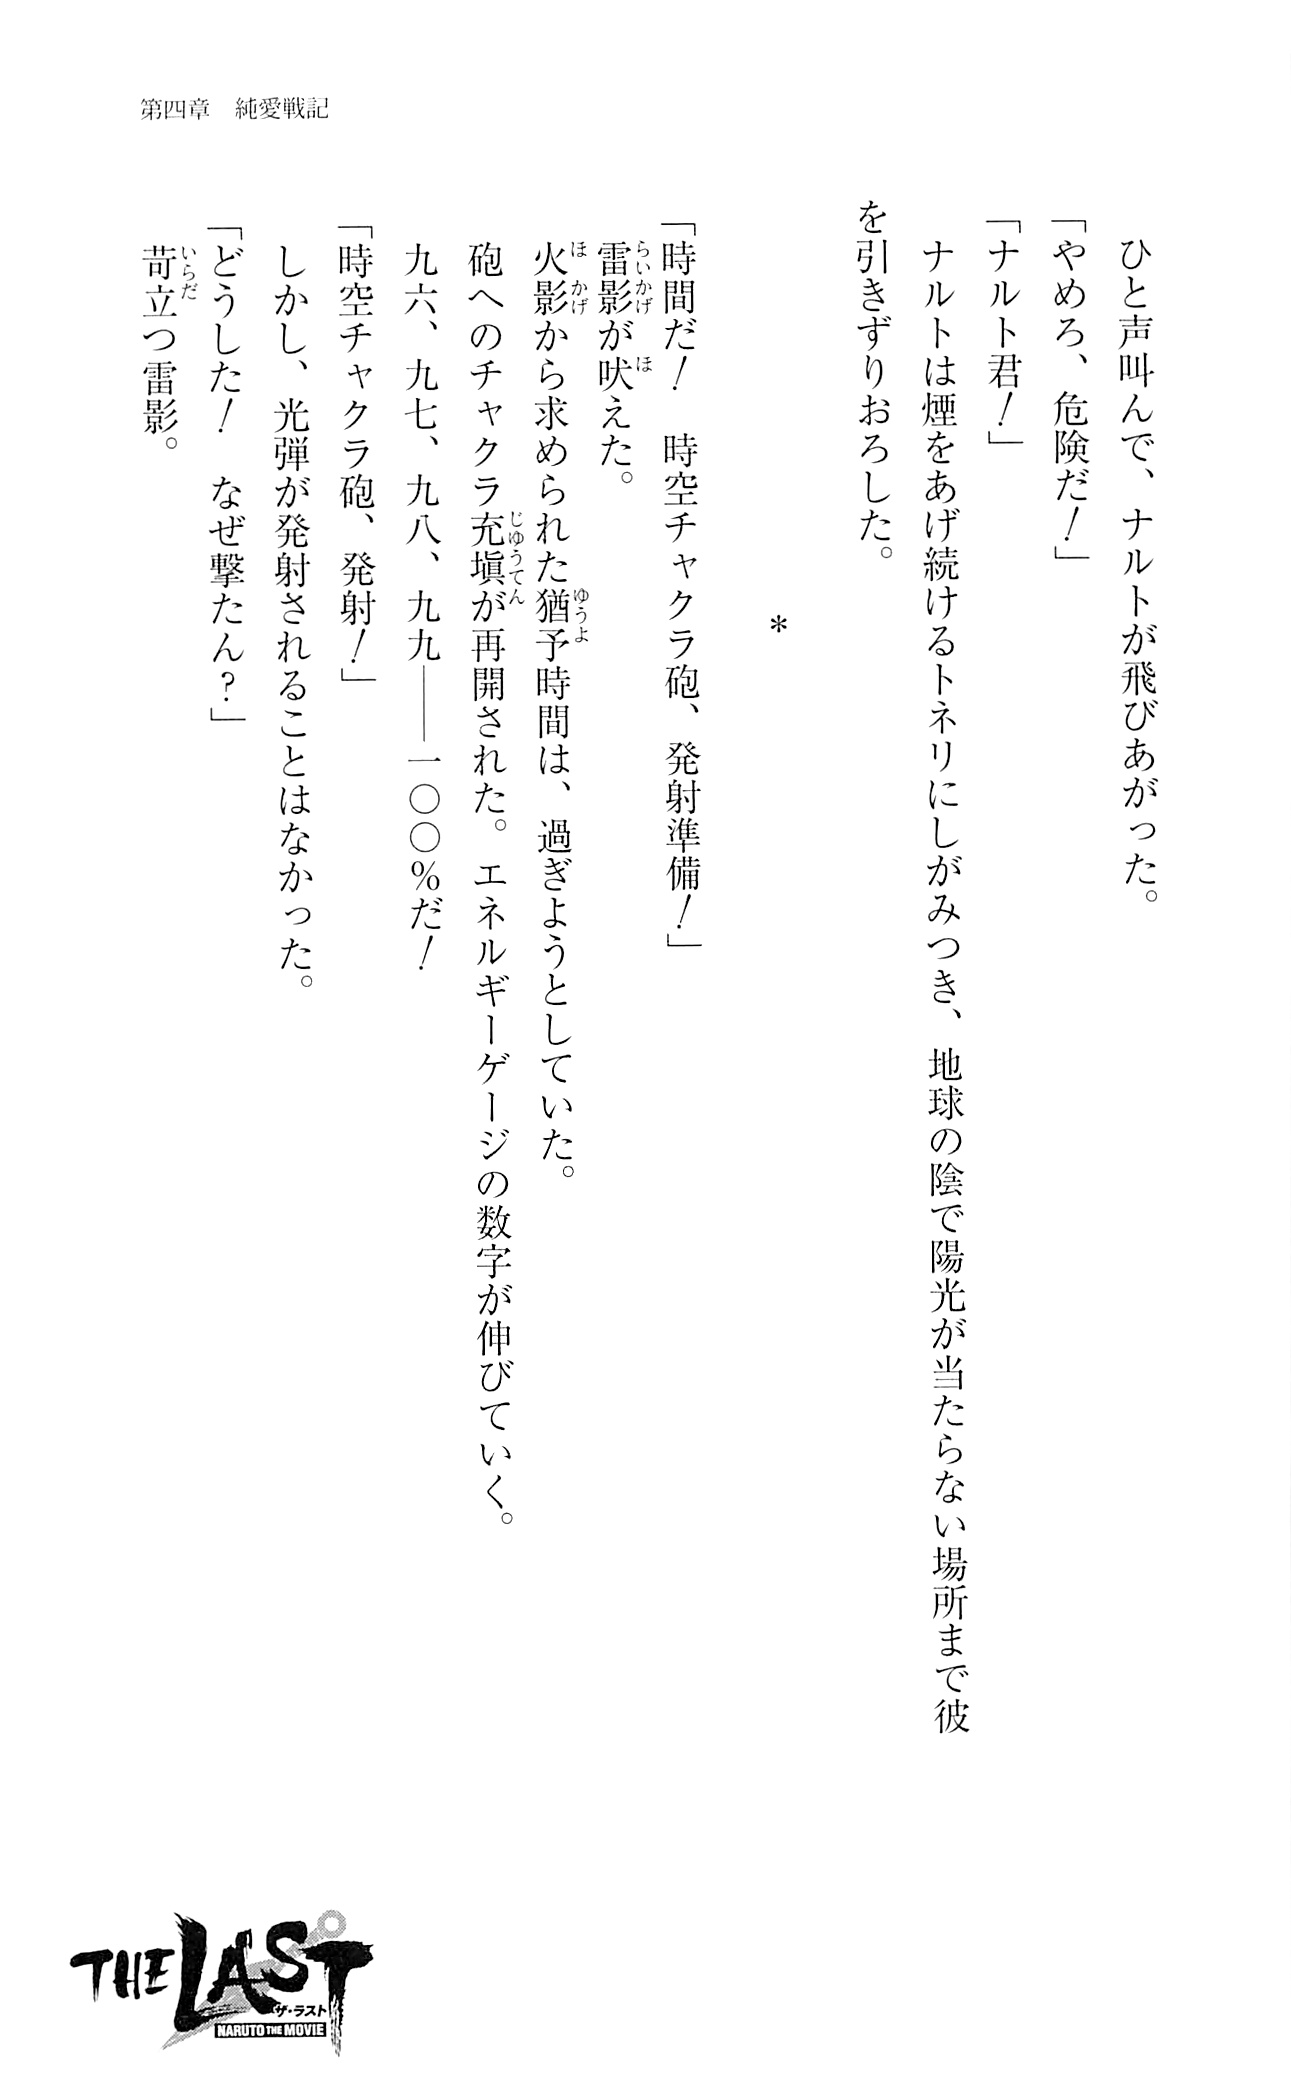 第四章　純愛戦記
ひと声叫んで、ナルトが飛びあがった。
「やめろ、危険だ！」
「ナルト君！」
ナルトは煙をあげ続けるトネリにしがみつき、地球の陰で陽光が当たらない場所まで彼
を引きずりおろした。
＊
「時間だ！　時空チャクラ砲、発射準備！」
雷影が吠えた。
火影から求められた猶予時間は、過ぎようとしていた。
砲へのチャクラ充塡が再開された。エネルギーゲージの数字が伸びていく。
九六、九七、九八、九九――一〇〇％だ！
「時空チャクラ砲、発射！」
しかし、光弾が発射されることはなかった。
「どうした！　なぜ撃たん？」
苛立つ雷影。
THE LAST
ザ・ラスト
NARUTO THE MOVIE